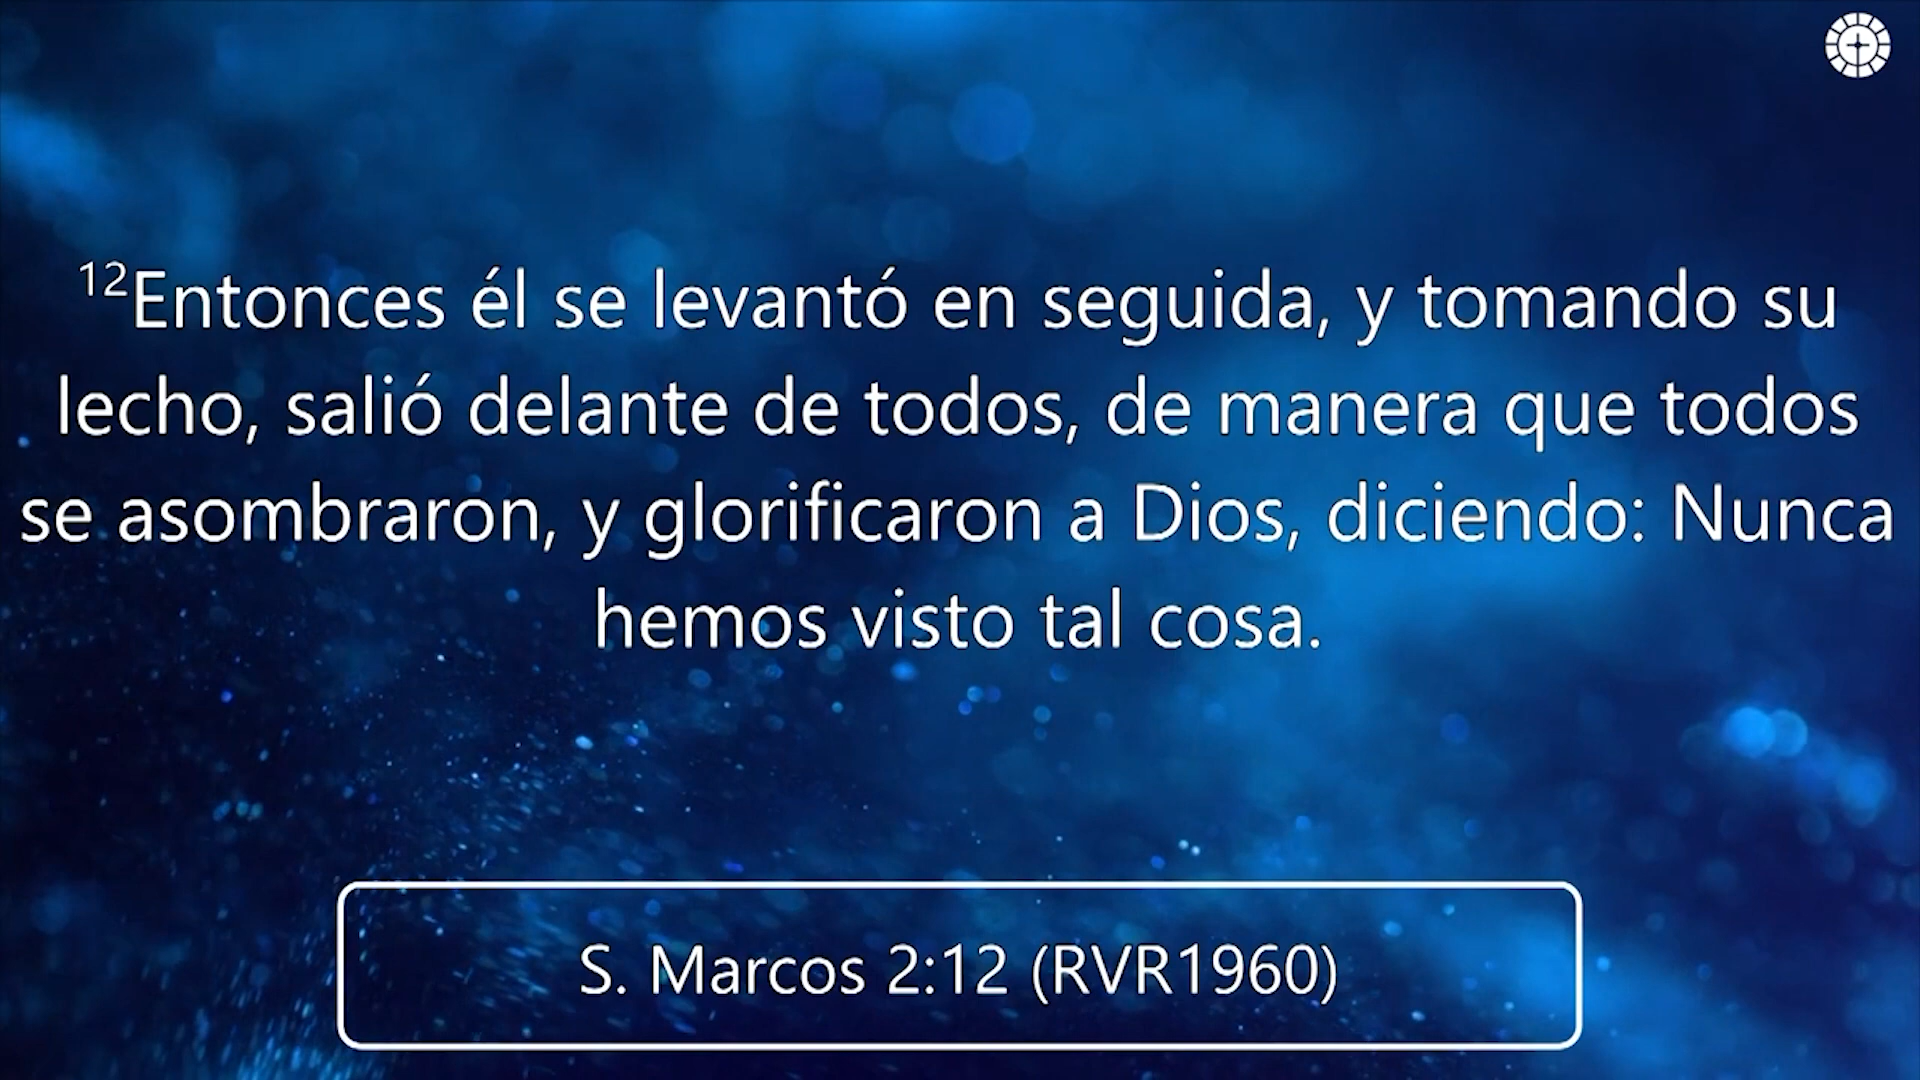 12Entonces él se levantó en seguida, y tomando su
lecho, salió delante de todos, de manera que todos
se asombraron, y glorificaron a Dios, diciendo: Nunca
hemos visto tal cosa.
S. Marcos 2:12 (RVR1960)